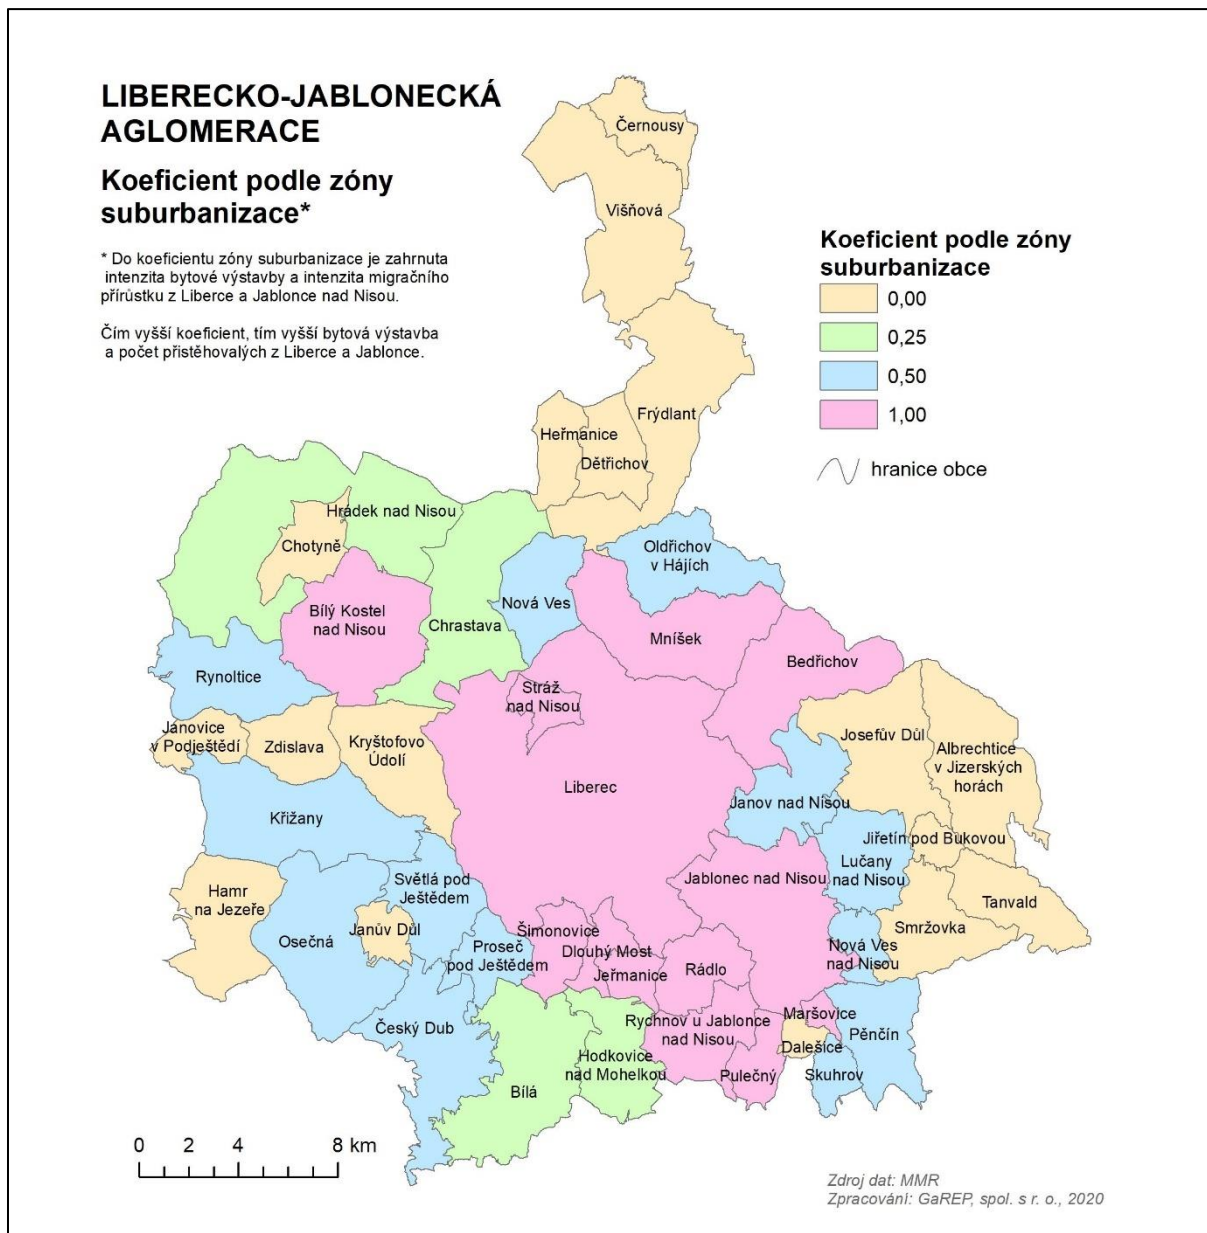 LIBERECKO-JABLONECKÁ
AGLOMERACE
Koeficient podle zóny
suburbanizace*
* Do koeficientu zóny suburbanizace je zahrnuta
intenzita bytové výstavby a intenzita migračního
přírůstku z Liberce a Jablonce nad Nisou.
Čím vyšší koeficient, tím vyšší bytová výstavba
a počet přistěhovalých z Liberce a Jablonce.
Koeficient podle zóny
suburbanizace
0,00
0,25
0,50
1,00
hranice obce
Černousy
Višňová
Frýdlant
Heřmanice
Dětřichov
Hrádek nad Nisou
Chotyně
Oldřichov
v Hájích
Nová Ves
Bílý Kostel
nad Nisou
Chrastava
Mníšek
Bedřichov
Rynoltice
Stráž
nad Nisou
Janovice
v Podještědí
Zdislava
Kryštofovo
Údolí
Josefův Důl
Albrechtice
v Jizerských
horách
Liberec
Janov nad Nisou
Křižany
Jiřetín pod Bukovou
Lučany
nad Nisou
Jablonec nad Nisou
Světlá pod
Ještědem
Hamr
na Jezeře
Tanvald
Smržovka
Janův Důl
Osečná
Šimonovice
Proseč
pod Ještědem
Dlouhý Most
Nová Ves
nad Nisou
Jeřmanice
Rádlo
Maršovice
Rychnov u Jablonce
nad Nisou
Český Dub
Pěnčín
Dalešice
Hodkovice
nad Mohelkou
Pulečný
Skuhrov
Bílá
0 2 4 8 km
Zdroj dat: MMR
Zpracování: GaREP, spol. s r. o., 2020